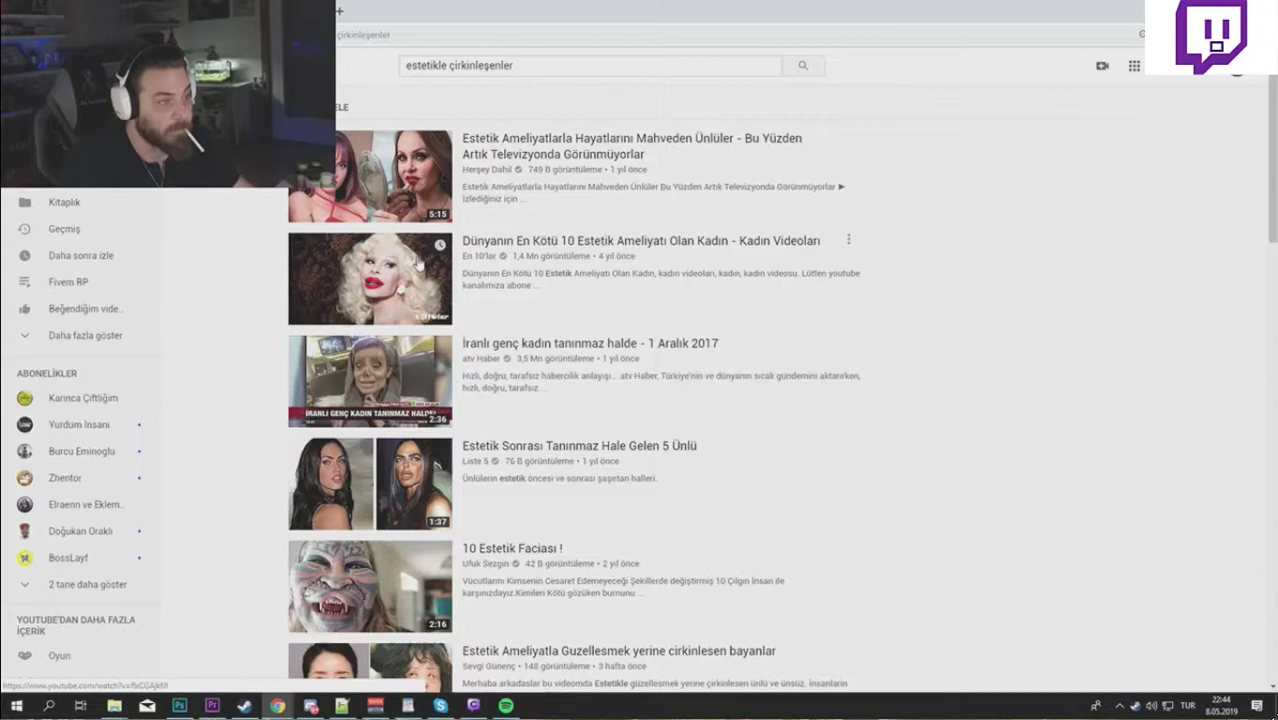 çirkinleşenler
estetikle çirkinleşenler
ELE
Estetik Ameliyatlarla Hayatlarını Mahveden Ünlüler - Bu Yüzden
Artık Televizyonda Görünmüyorlar
Herşey Dahil 749 B görüntüleme • 1 yıl önce
Estetik Ameliyatlarla Hayatlarını Mahveden Ünlüler Bu Yüzden Artık Televizyonda Görünmüyorlar ►
İzlediğiniz için ...
5:15
Dünyanın En Kötü 10 Estetik Ameliyatı Olan Kadın - Kadın Videoları
En 10'lar 1,4 Mn görüntüleme • 4 yıl önce
Dünyanın En Kötü 10 Estetik Ameliyatı Olan Kadın, kadın videoları, kadın, kadın videosu. Lütfen youtube
kanalımıza abone ...
İranlı genç kadın tanınmaz halde - 1 Aralık 2017
atv Haber 3,5 Mn görüntüleme • 1 yıl önce
Hızlı, doğru, tarafsız habercilik anlayışı... atv Haber, Türkiye'nin ve dünyanın sıcak gündemini aktarırken,
hızlı, doğru, tarafsız ...
İRANLI GENÇ KADIN TANINMAZ HALDE
2:36
Estetik Sonrası Tanınmaz Hale Gelen 5 Ünlü
Liste 5 76 B görüntüleme • 1 yıl önce
Ünlülerin estetik öncesi ve sonrası şaşırtan halleri.
1:37
10 Estetik Faciası !
Ufuk Sezgin 42 B görüntüleme • 2 yıl önce
Vücutlarını Kimsenin Cesaret Edemeyeceği Şekillerde değiştirmiş 10 Çılgın İnsan ile
karşınızdayız.Kimileri Kötü gözüken burnunu ...
2:16
Estetik Ameliyatla Guzellesmek yerine cirkinlesen bayanlar
Sevgi Günenç • 148 görüntüleme • 3 hafta önce
Merhaba arkadaslar bu videomda Estetikle güzelleşmek yerine çirkinleşen ünlü ve ünsüz. İnsanların
Kitaplık
Geçmiş
Daha sonra izle
Fivem RP
Beğendiğim vide...
Daha fazla göster
ABONELİKLER
Karınca Çiftliğim
Yurdum İnsanı
Burcu Eminoglu
Zhentor
Elraenn ve Eklem...
Doğukan Oraklı
BossLayf
2 tane daha göster
YOUTUBE'DAN DAHA FAZLA
İÇERİK
Oyun
TUR
22:44
8.05.2019